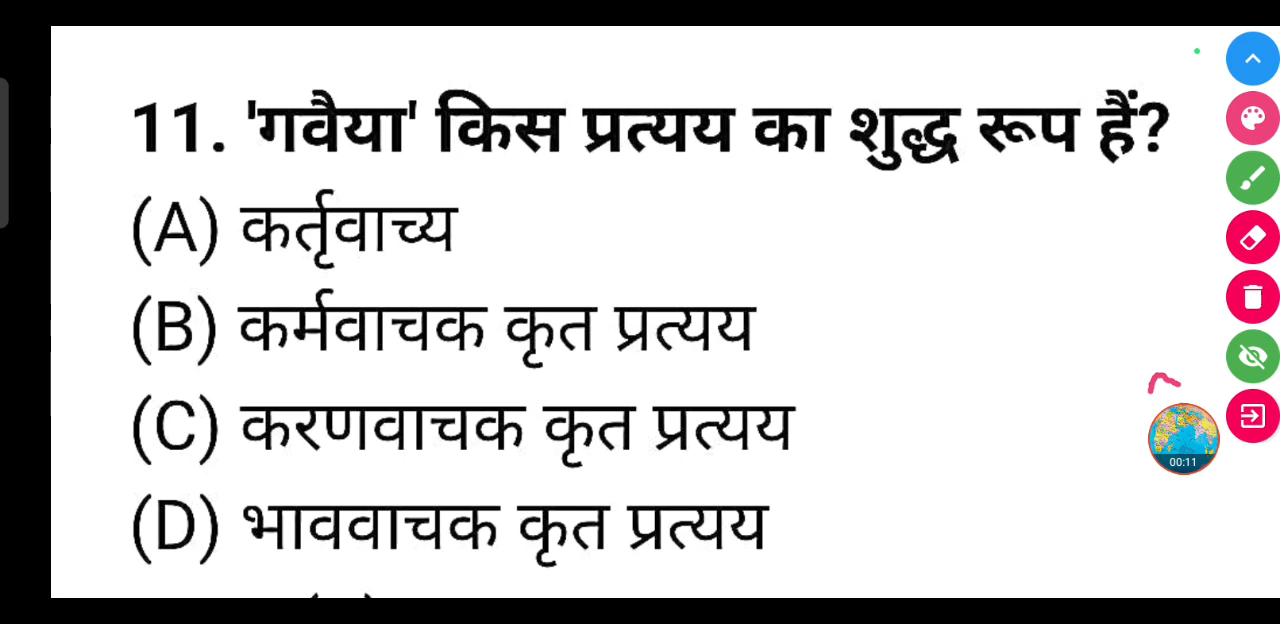 11. 'गवैया' किस प्रत्यय का शुद्ध रूप हैं?
(A) कर्तृवाच्य
(B) कर्मवाचक कृत प्रत्यय
(C) करणवाचक कृत प्रत्यय
(D) भाववाचक कृत प्रत्यय
00:11